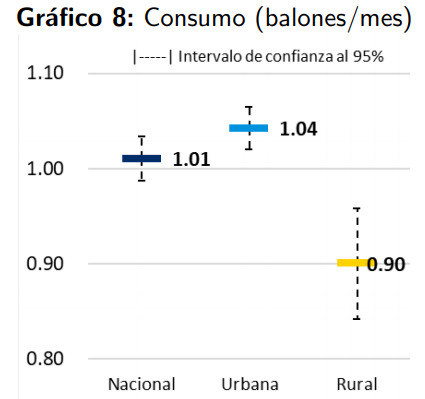 Gráfico 8: Consumo (balones/mes)
|-----| Intervalo de confianza al 95%
1.10
1.04
1.01
1.00
0.90
0.90
0.80
Nacional Urbana Rural